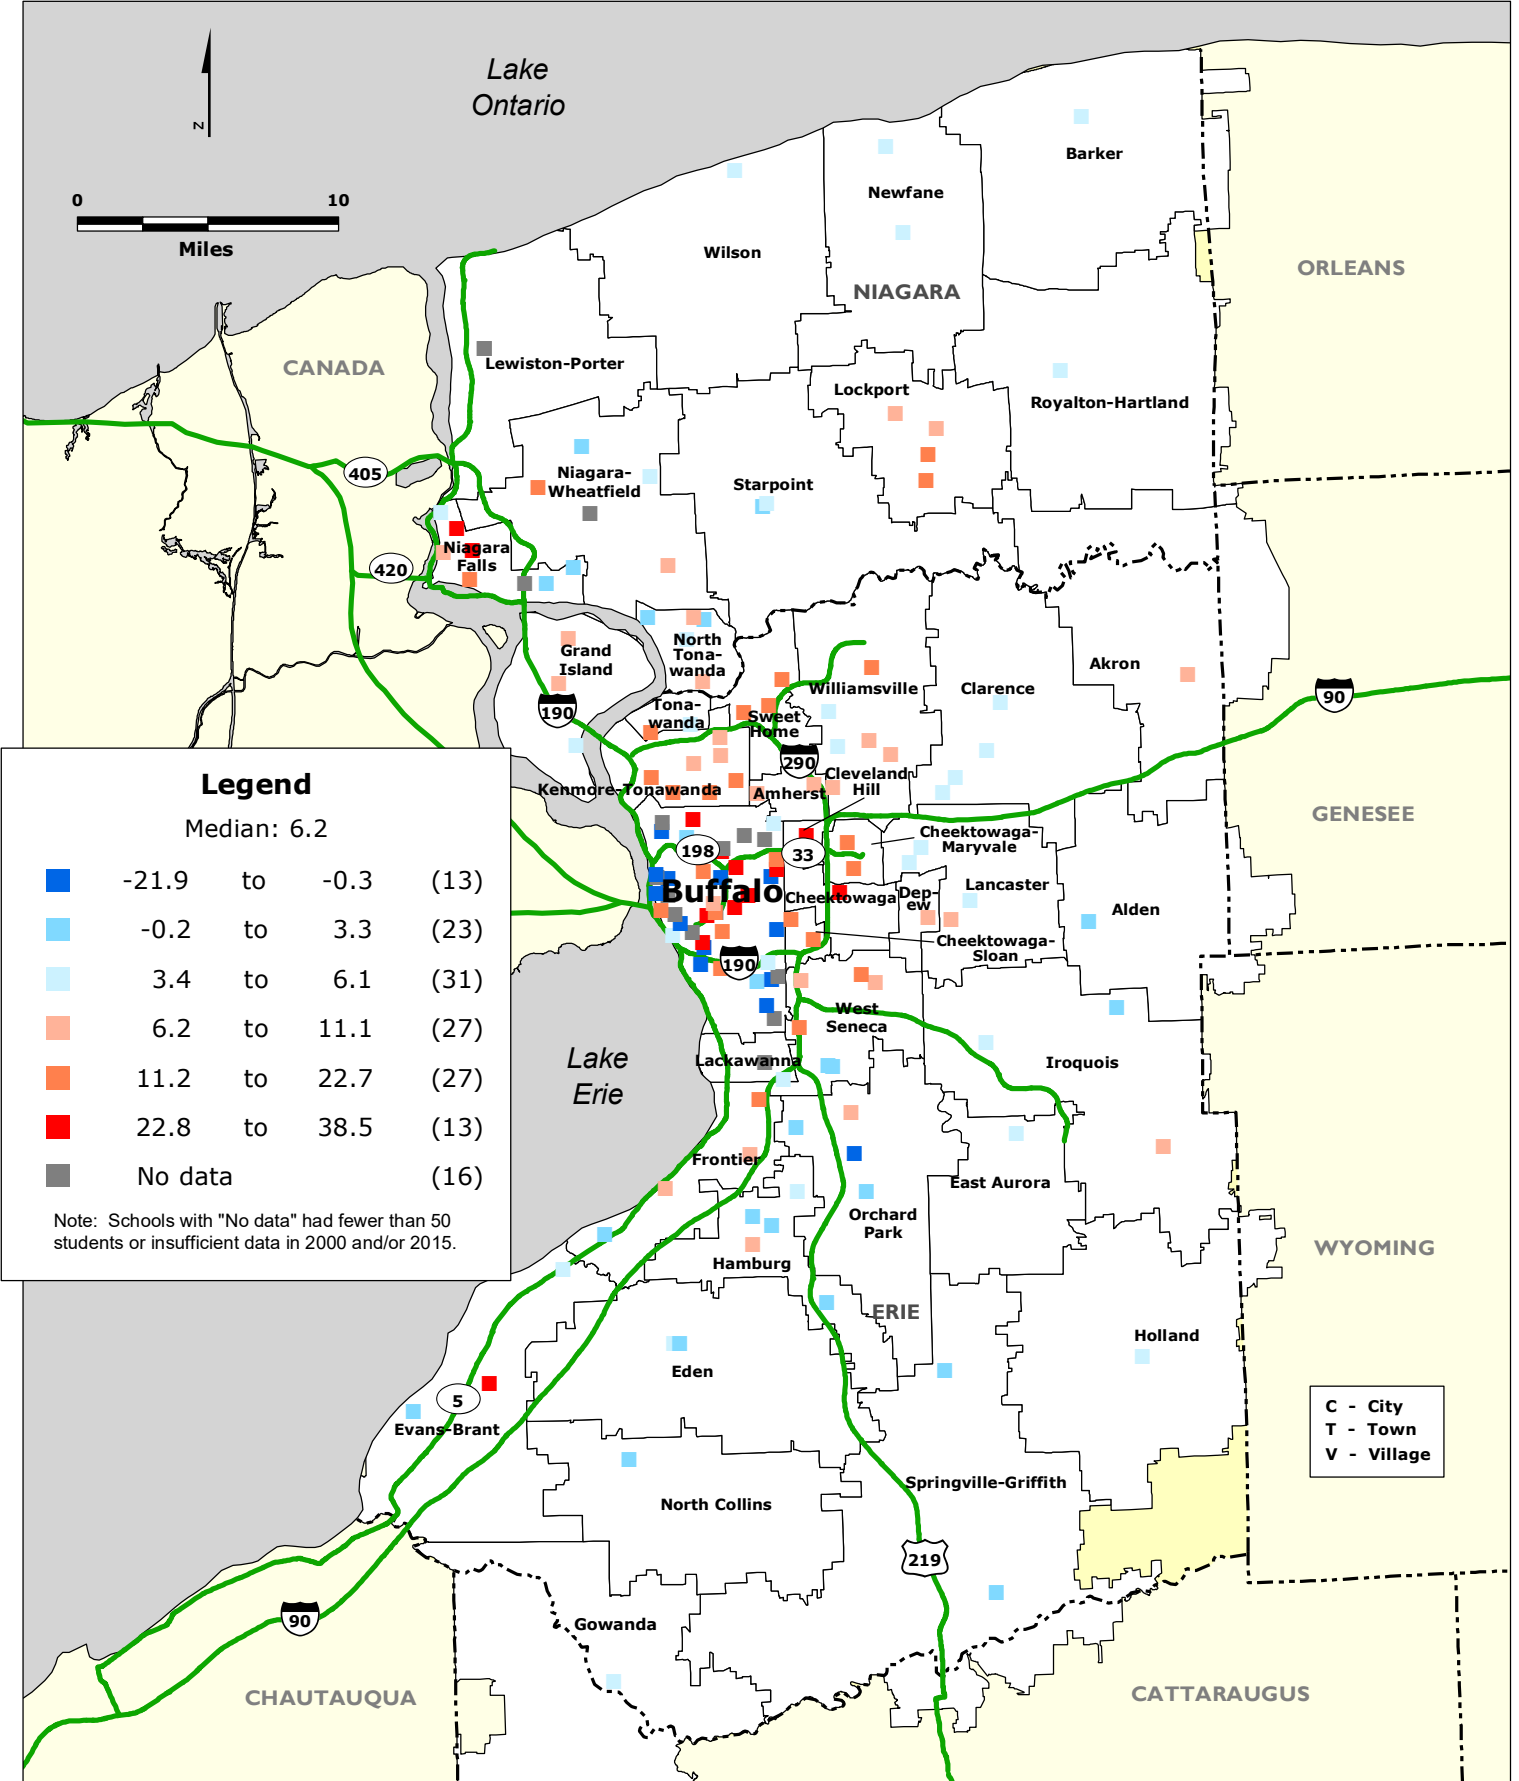 Lake
Ontario
N
0 10
Miles
Barker
Newfane
Wilson
NIAGARA
ORLEANS
CANADA
Lewiston-Porter
Lockport
Royalton-Hartland
405
Niagara-
Wheatfield
Starpoint
Niagara
Falls
420
North
Tona-
wanda
Grand
Island
Akron
Williamsville
Clarence
90
190
Tona-
wanda
Sweet
Home
290
Cleveland
Hill
Kenmore-Tonawanda
Amherst
GENESEE
Cheektowaga-
Maryvale
198
33
Buffalo
Cheektowaga
Dep-
ew
Lancaster
Alden
Cheektowaga-
Sloan
190
West
Seneca
Lake
Erie
Lackawanna
Iroquois
Frontier
East Aurora
Orchard
Park
WYOMING
Hamburg
ERIE
Holland
Eden
5
Evans-Brant
North Collins
Springville-Griffith
219
90
Gowanda
CHAUTAUQUA
CATTARAUGUS
Legend
Median: 6.2
-21.9 to -0.3 (13)
-0.2 to 3.3 (23)
3.4 to 6.1 (31)
6.2 to 11.1 (27)
11.2 to 22.7 (27)
22.8 to 38.5 (13)
No data (16)
Note: Schools with "No data" had fewer than 50
students or insufficient data in 2000 and/or 2015.
C - City
T - Town
V - Village